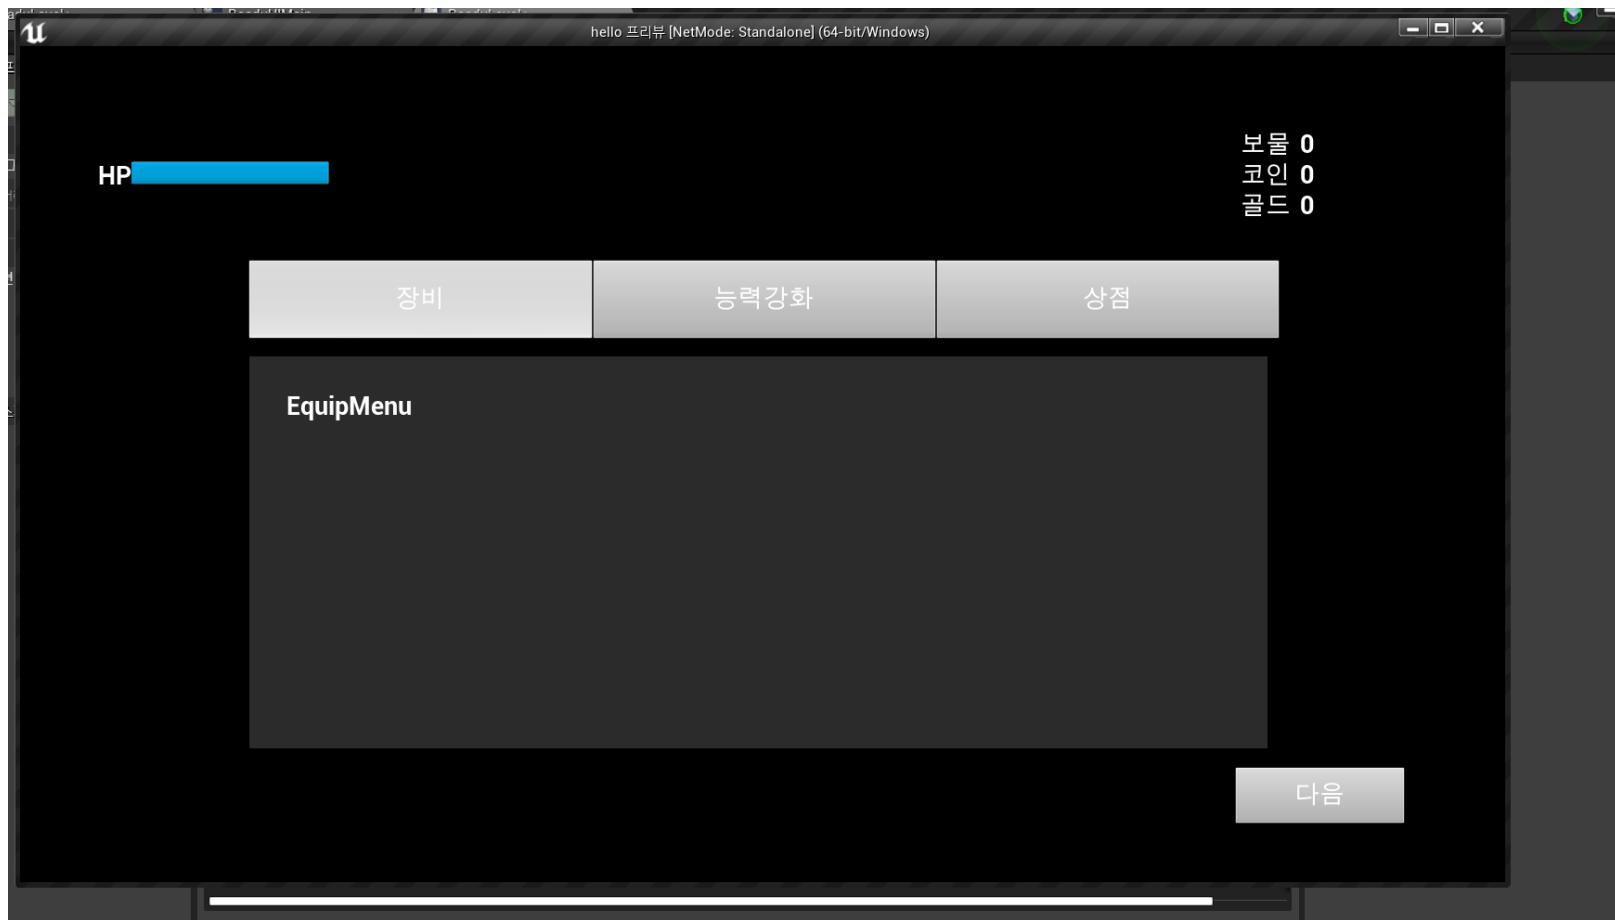 hello 프리뷰 [NetMode: Standalone] (64-bit/Windows)
HP
보물 0
코인 0
골드 0
장비
능력강화
상점
EquipMenu
다음